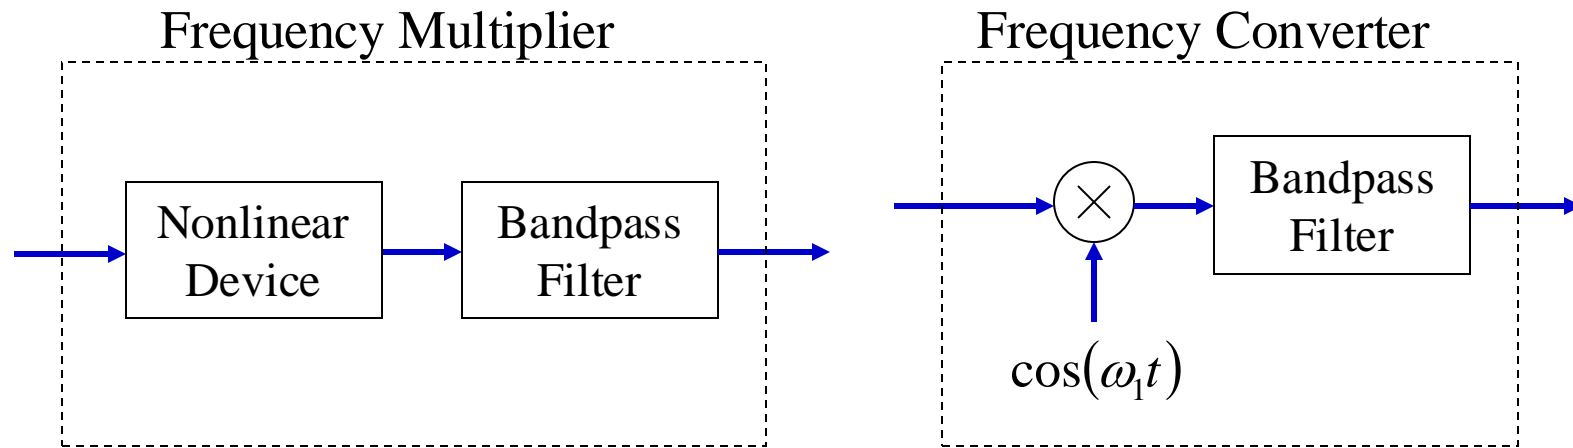 Frequency Multiplier
Nonlinear
Device
Bandpass
Filter
Frequency Converter
×
Bandpass
Filter
cos(ω₁t)